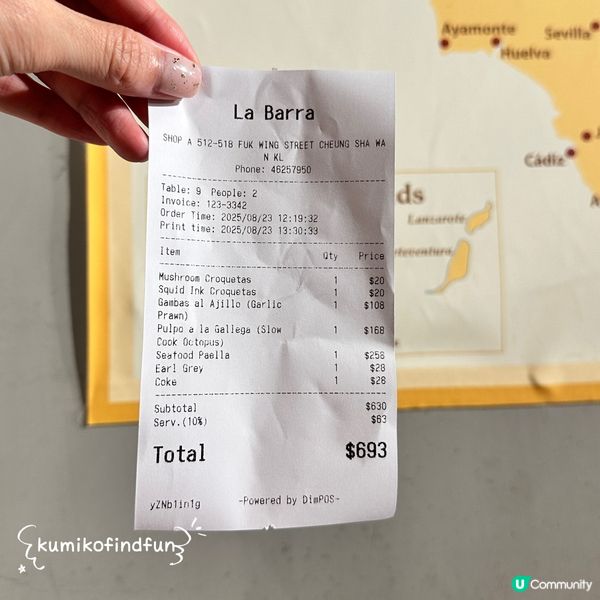 Ayamonte
Sevilla
Huelva
Cádiz
Lanzarote
La Barra
SHOP A 512-518 FUK WING STREET CHEUNG SHA WA
N KL
Phone: 46257950
Table: 9 People: 2
Invoice: 123-3342
Order Time: 2025/08/23 12:19:32
Print time: 2025/08/23 13:30:33
Item Qty Price
Mushroom Croquetas 1 $20
Squid Ink Croquetas 1 $20
Gambas al Ajillo (Garlic 1 $108
Prawn)
Pulpo a la Gallega (Slow 1 $168
Cook Octopus)
Seafood Paella 1 $258
Earl Grey 1 $28
Coke 1 $28
Subtotal $630
Serv.(10%) $63
Total $693
yZNb1in1g -Powered by DimPOS-
kumikofindfun
U Community